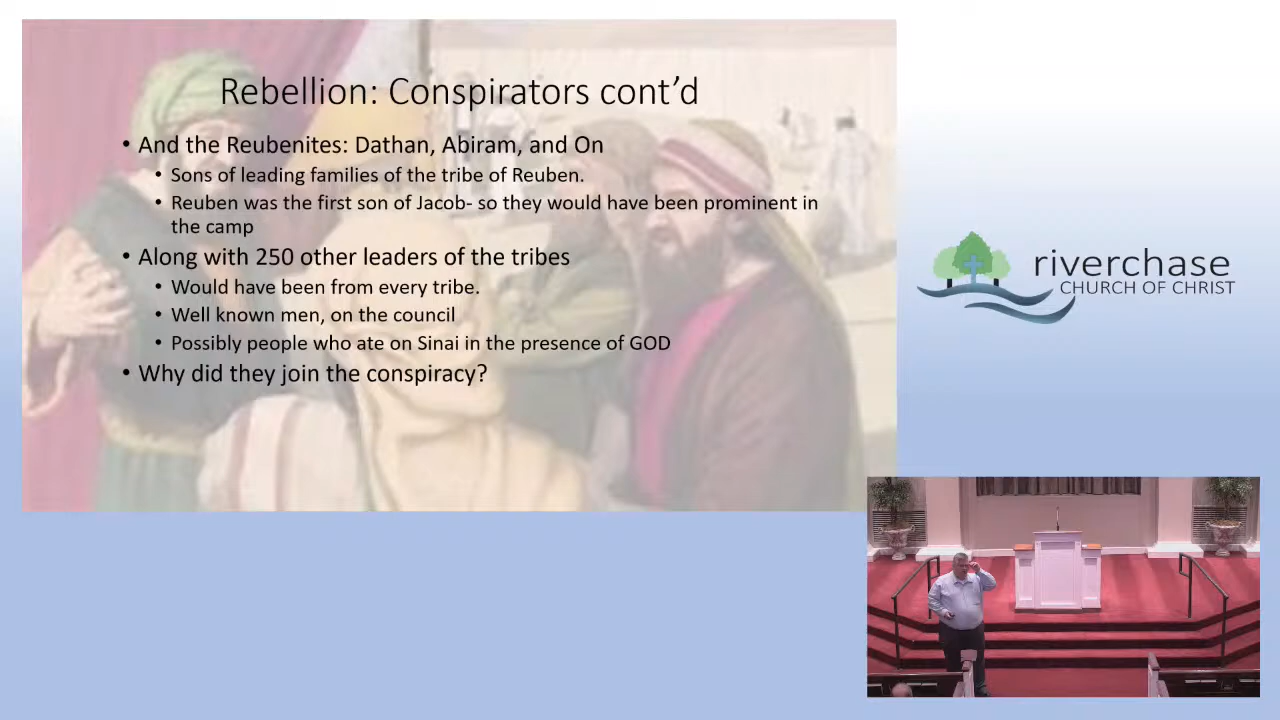 Rebellion: Conspirators cont’d
• And the Reubenites: Dathan, Abiram, and On
• Sons of leading families of the tribe of Reuben.
• Reuben was the first son of Jacob- so they would have been prominent in
the camp
• Along with 250 other leaders of the tribes
• Would have been from every tribe.
• Well known men, on the council
• Possibly people who ate on Sinai in the presence of GOD
• Why did they join the conspiracy?
riverchase
CHURCH OF CHRIST